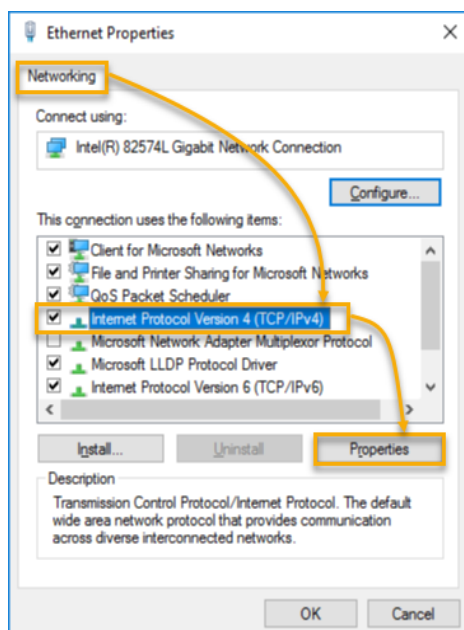 Ethernet Properties
Networking
Connect using:
Intel(R) 82574L Gigabit Network Connection
Configure...
This connection uses the following items:
Client for Microsoft Networks
File and Printer Sharing for Microsoft Networks
QoS Packet Scheduler
Internet Protocol Version 4 (TCP/IPv4)
Microsoft Network Adapter Multiplexor Protocol
Microsoft LLDP Protocol Driver
Internet Protocol Version 6 (TCP/IPv6)
Install...
Uninstall
Properties
Description
Transmission Control Protocol/Internet Protocol. The default
wide area network protocol that provides communication
across diverse interconnected networks.
OK
Cancel